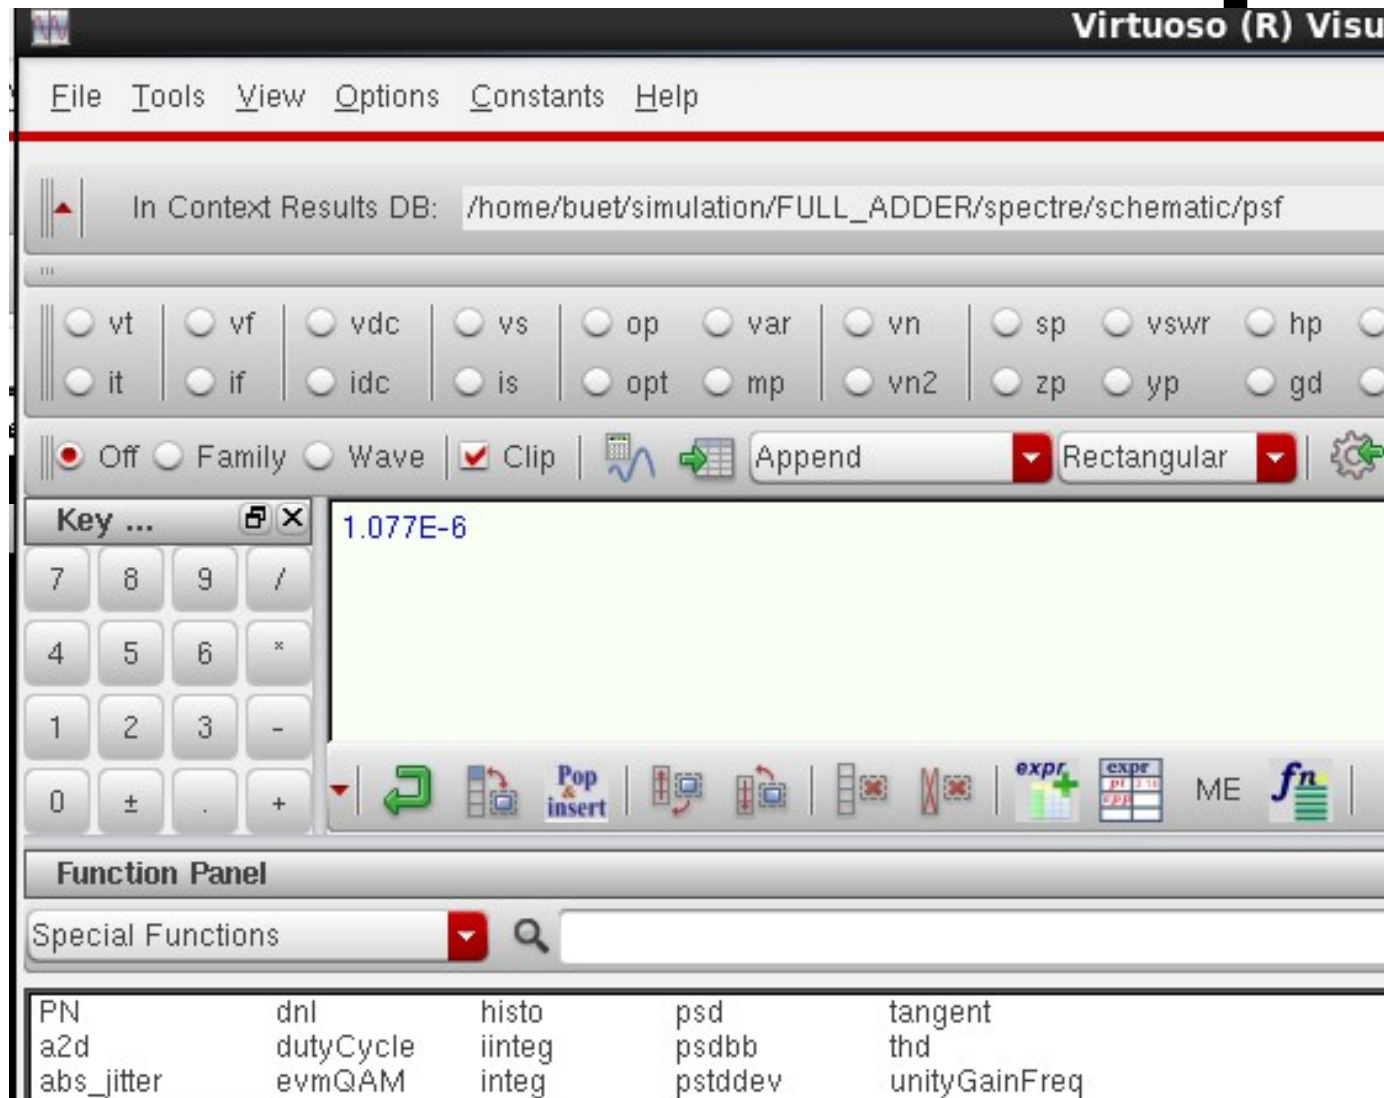 Virtuoso (R) Visu
File Tools View Options Constants Help
In Context Results DB: /home/buet/simulation/FULL_ADDER/spectre/schematic/psf
vt vf vdc vs op var vn sp vswr hp
it if idc is opt mp vn2 zp yp gd
Off Family Wave Clip Append Rectangular
Key ...
1.077E-6
7 8 9 /
4 5 6 *
1 2 3 -
0 ± . +
Pop & insert expr expr ME fn
Function Panel
Special Functions
PN dnl histo psd tangent
a2d dutyCycle iinteg psdbb thd
abs_jitter evmQAM integ pstddev unityGainFreq